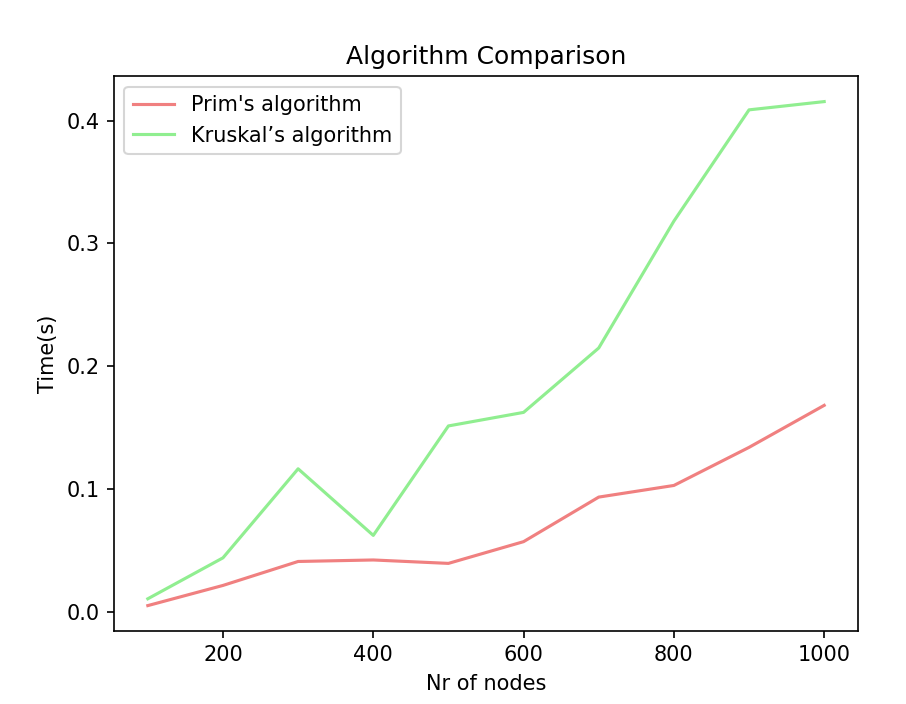 Algorithm Comparison
Prim's algorithm
Kruskal’s algorithm
0.4
0.3
0.2
0.1
0.0
Time(s)
200 400 600 800 1000
Nr of nodes